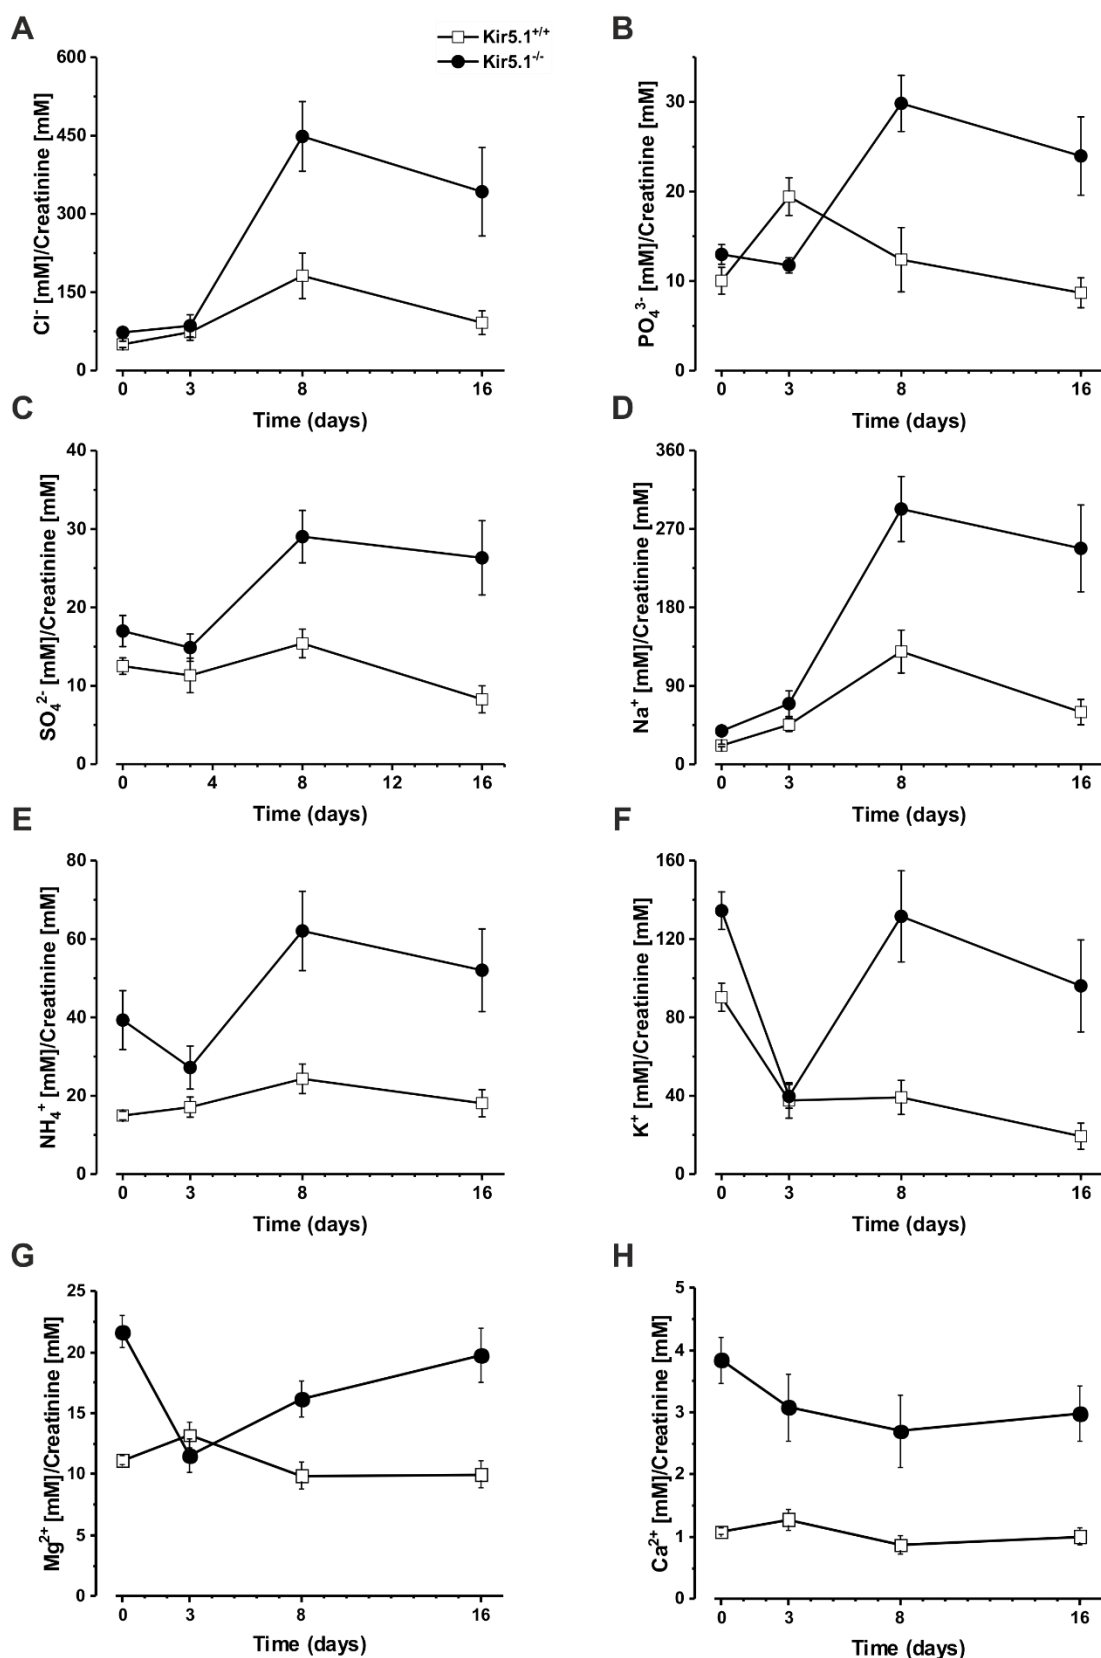 A
Kir5.1+/+
Kir5.1-/-
600
450
300
150
0
Cl- [mM]/Creatinine [mM]
0 3 8 16
Time (days)
B
30
20
10
0
PO4 3- [mM]/Creatinine [mM]
0 3 8 16
Time (days)
C
40
30
20
10
0
SO4 2- [mM]/Creatinine [mM]
0 4 8 12 16
Time (days)
D
360
270
180
90
0
Na+ [mM]/Creatinine [mM]
0 3 8 16
Time (days)
E
80
60
40
20
0
NH4+ [mM]/Creatinine [mM]
0 3 8 16
Time (days)
F
160
120
80
40
0
K+ [mM]/Creatinine [mM]
0 3 8 16
Time (days)
G
25
20
15
10
5
0
Mg2+ [mM]/Creatinine [mM]
0 3 8 16
Time (days)
H
5
4
3
2
1
0
Ca2+ [mM]/Creatinine [mM]
0 3 8 16
Time (days)